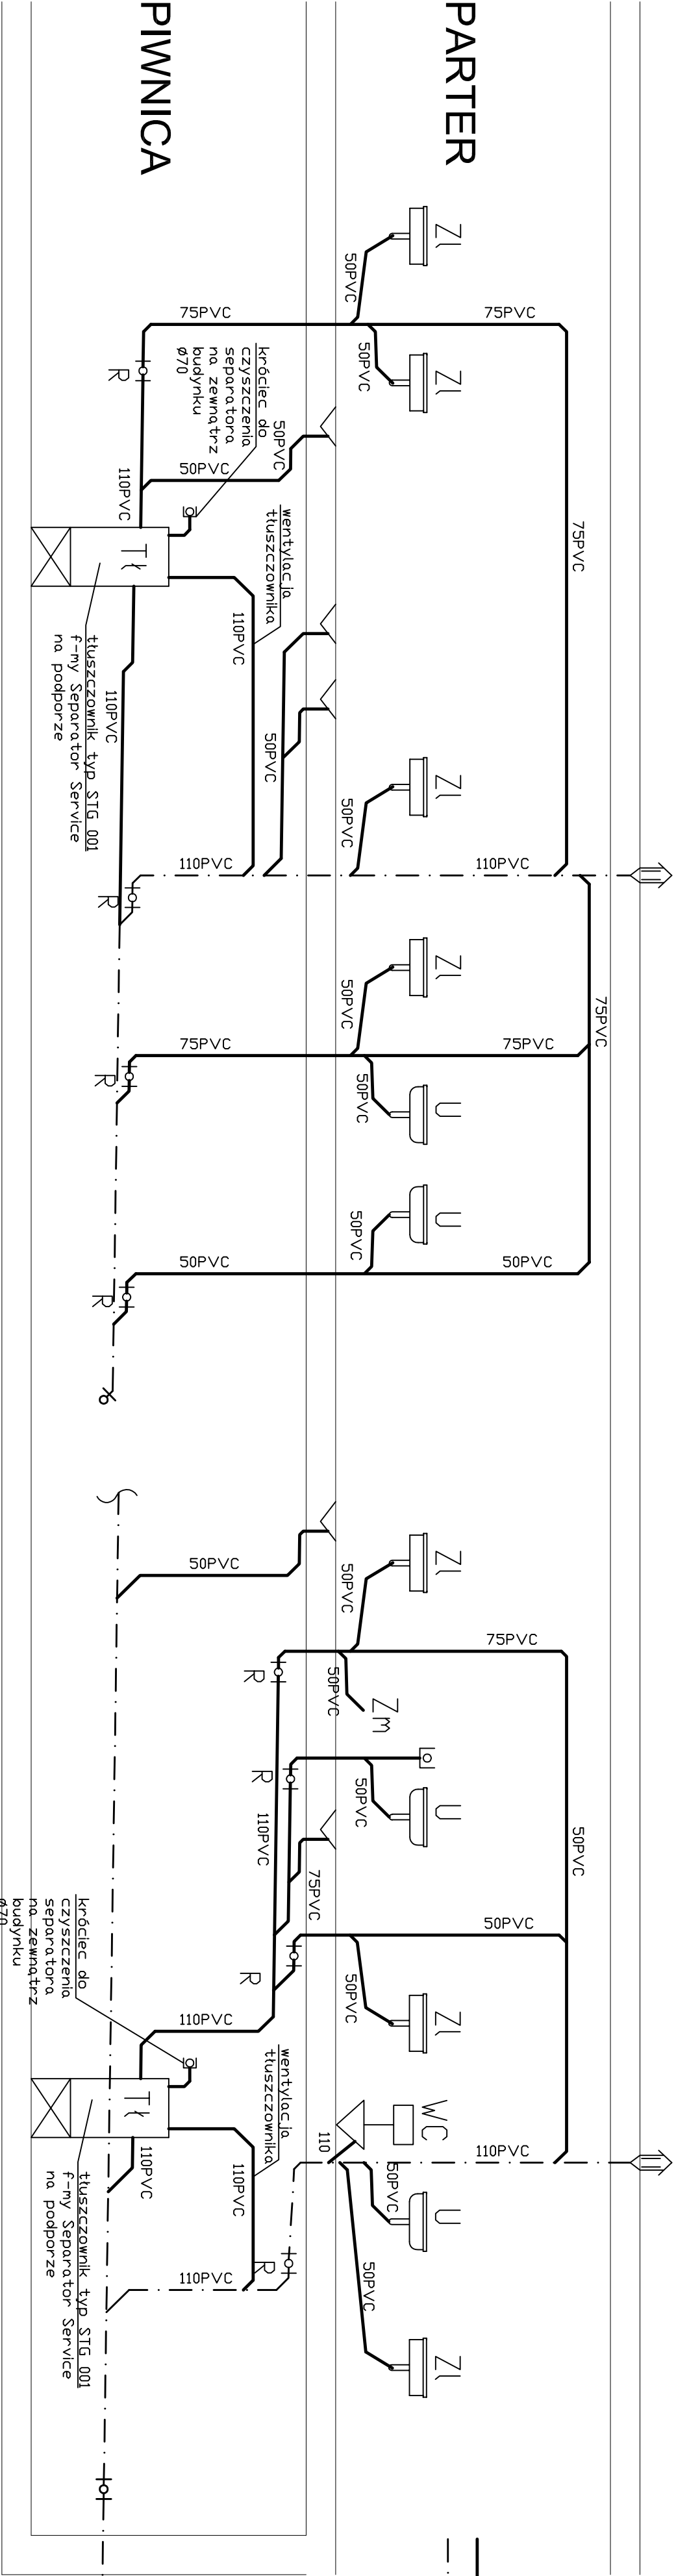 PARTER
PIWNICA
Zl
50PVC
75PVC
75PVC
50PVC
Zl
R
króciec do
czyszczenia
separatora
na zewnątrz
budynku
ø70
50PVC
50PVC
110PVC
75PVC
wentylacja
tłuszczownika
Tł
110PVC
tłuszczownik typ STG 001
f-my Separator Service
na podporze
110PVC
50PVC
Zl
50PVC
110PVC
110PVC
R
Zl
50PVC
75PVC
75PVC
75PVC
R
50PVC
U
U
50PVC
50PVC
50PVC
R
50PVC
Zl
50PVC
75PVC
R
50PVC
Zm
R
50PVC
U
110PVC
75PVC
50PVC
50PVC
R
króciec do
czyszczenia
separatora
na zewnątrz
budynku
ø70
50PVC
Zl
110PVC
wentylacja
tłuszczownika
Tł
WC
110
110PVC
110PVC
110PVC
tłuszczownik typ STG 001
f-my Separator Service
na podporze
50PVC
U
R
110PVC
50PVC
Zl